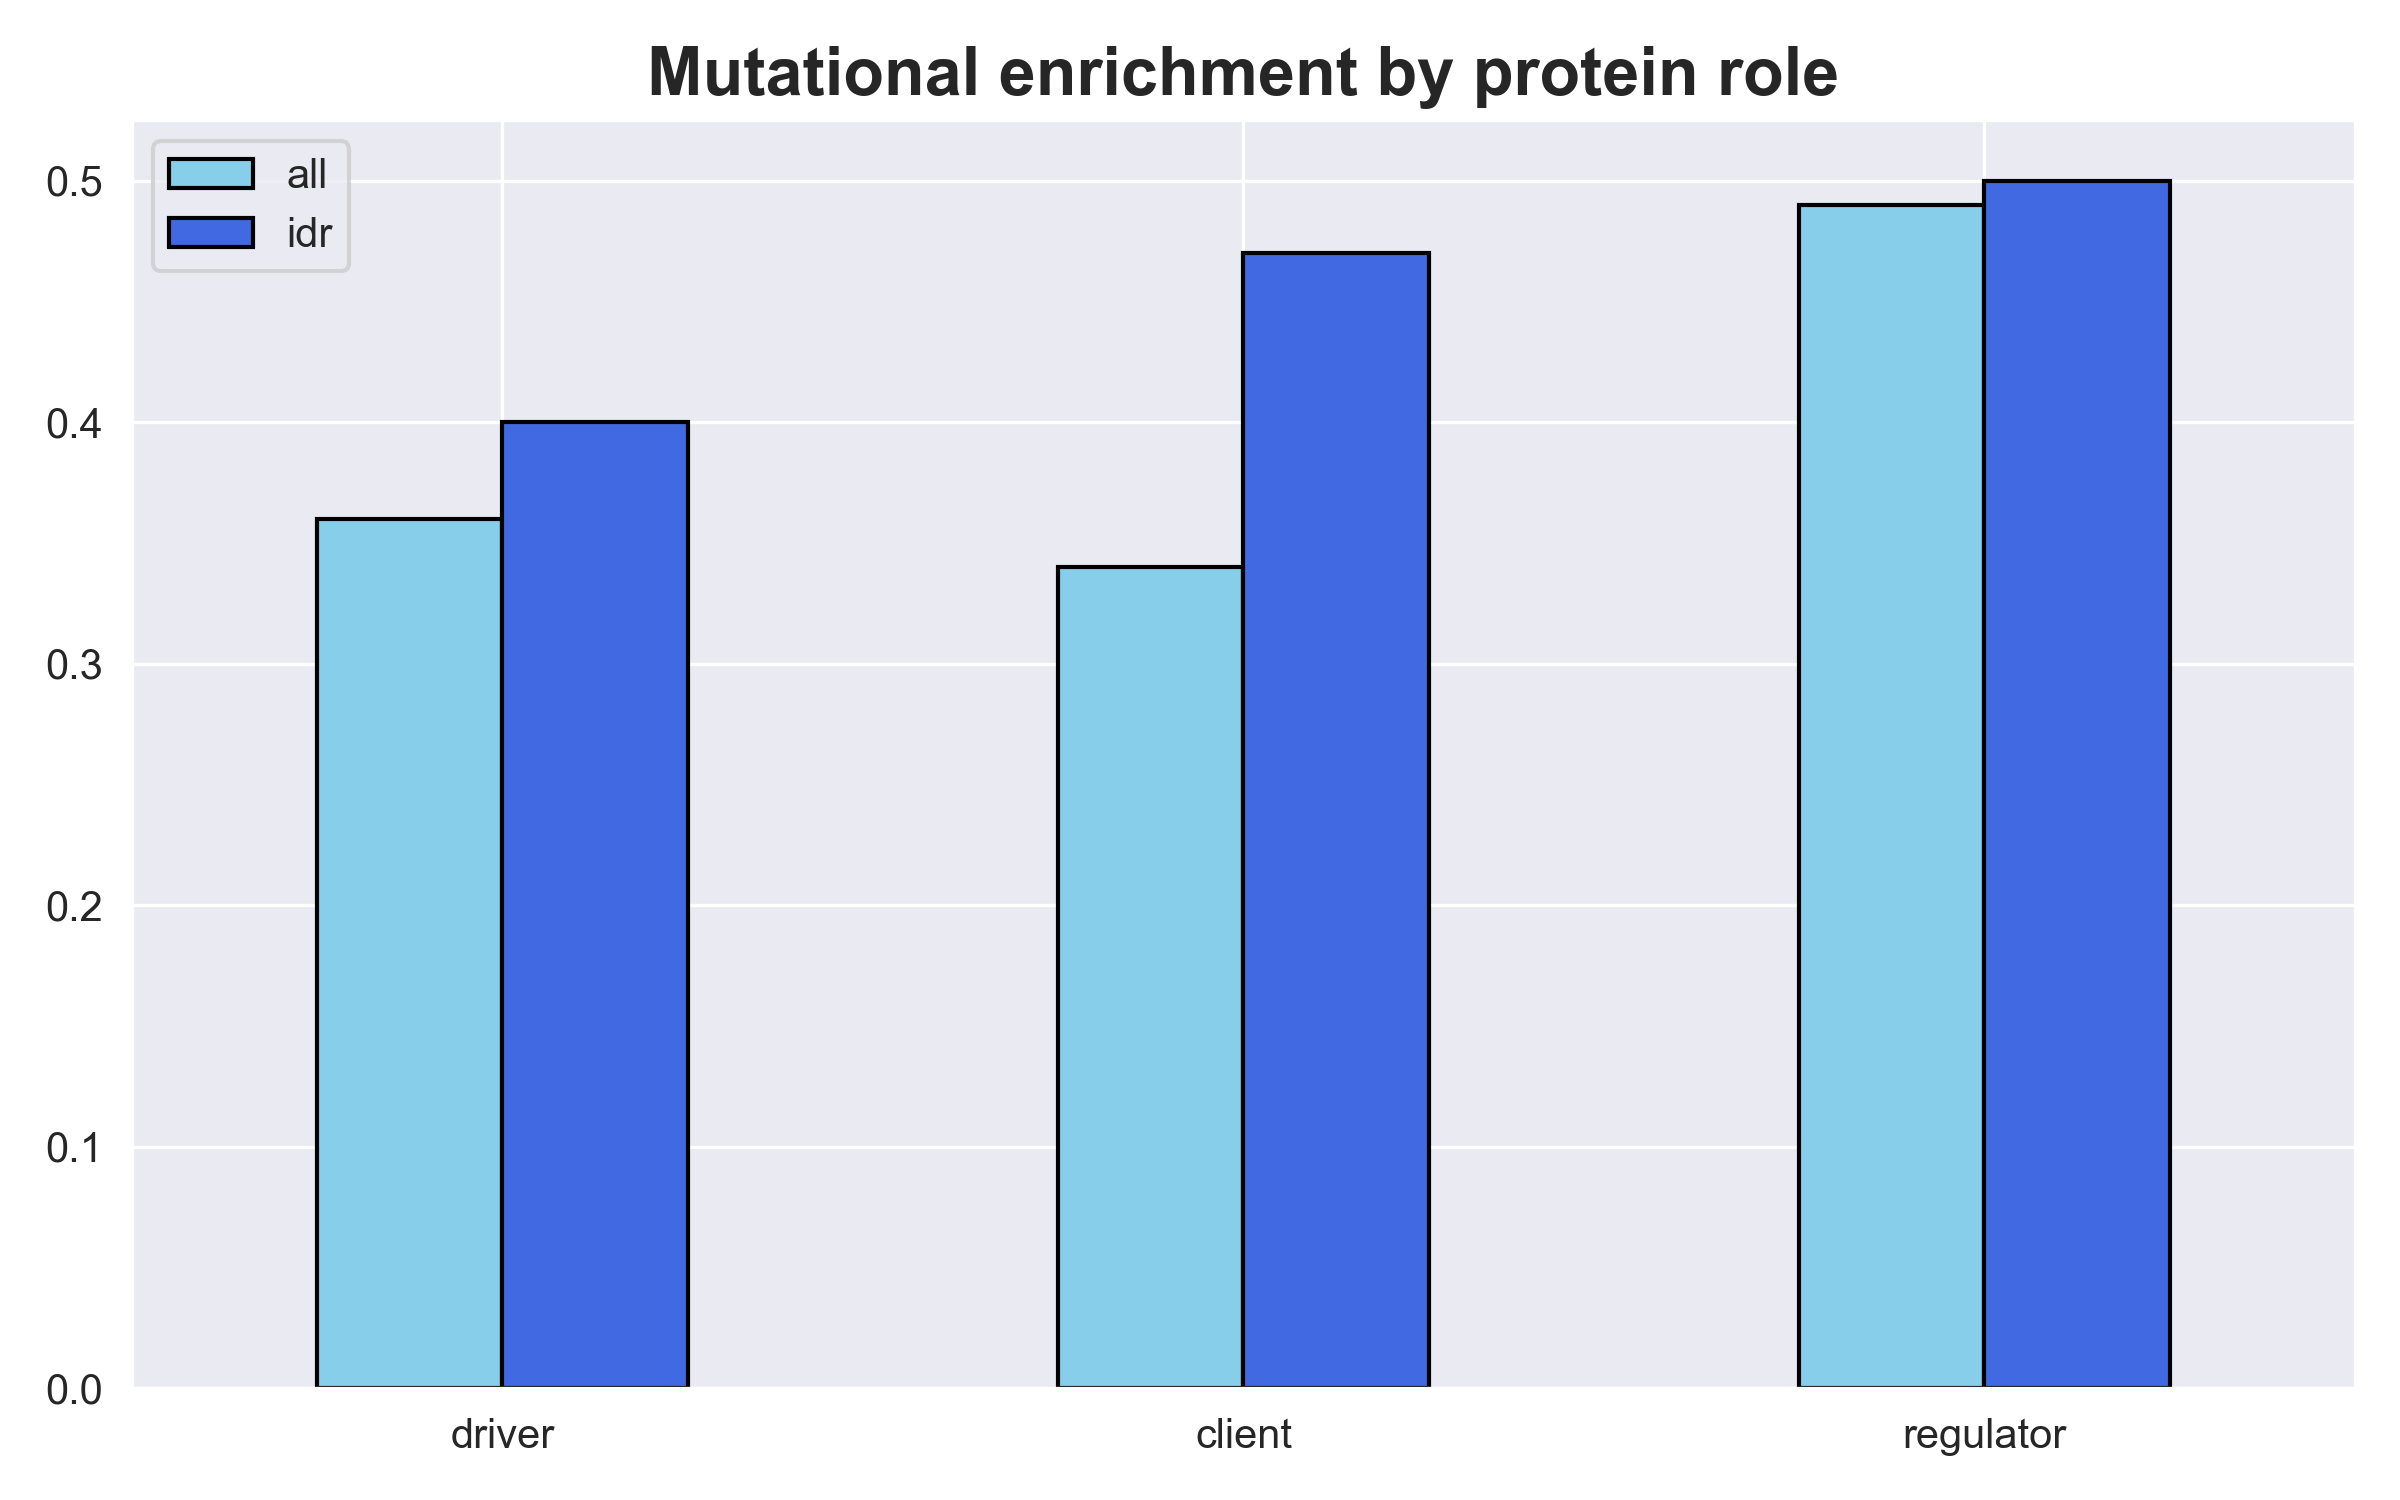 Mutational enrichment by protein role
all
idr
0.5
0.4
0.3
0.2
0.1
0.0
driver client regulator